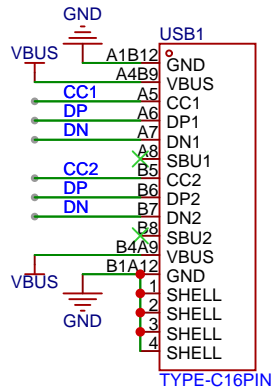 GND
USB1
VBUS
A1B12 GND
A4B9 VBUS
CC1 A5 CC1
DP A6 DP1
DN A7 DN1
A8 SBU1
CC2 B5 CC2
DP B6 DP2
DN B7 DN2
B8 SBU2
B4A9 VBUS
VBUS B1A12 GND
1 SHELL
2 SHELL
GND 3 SHELL
4 SHELL
TYPE-C16PIN